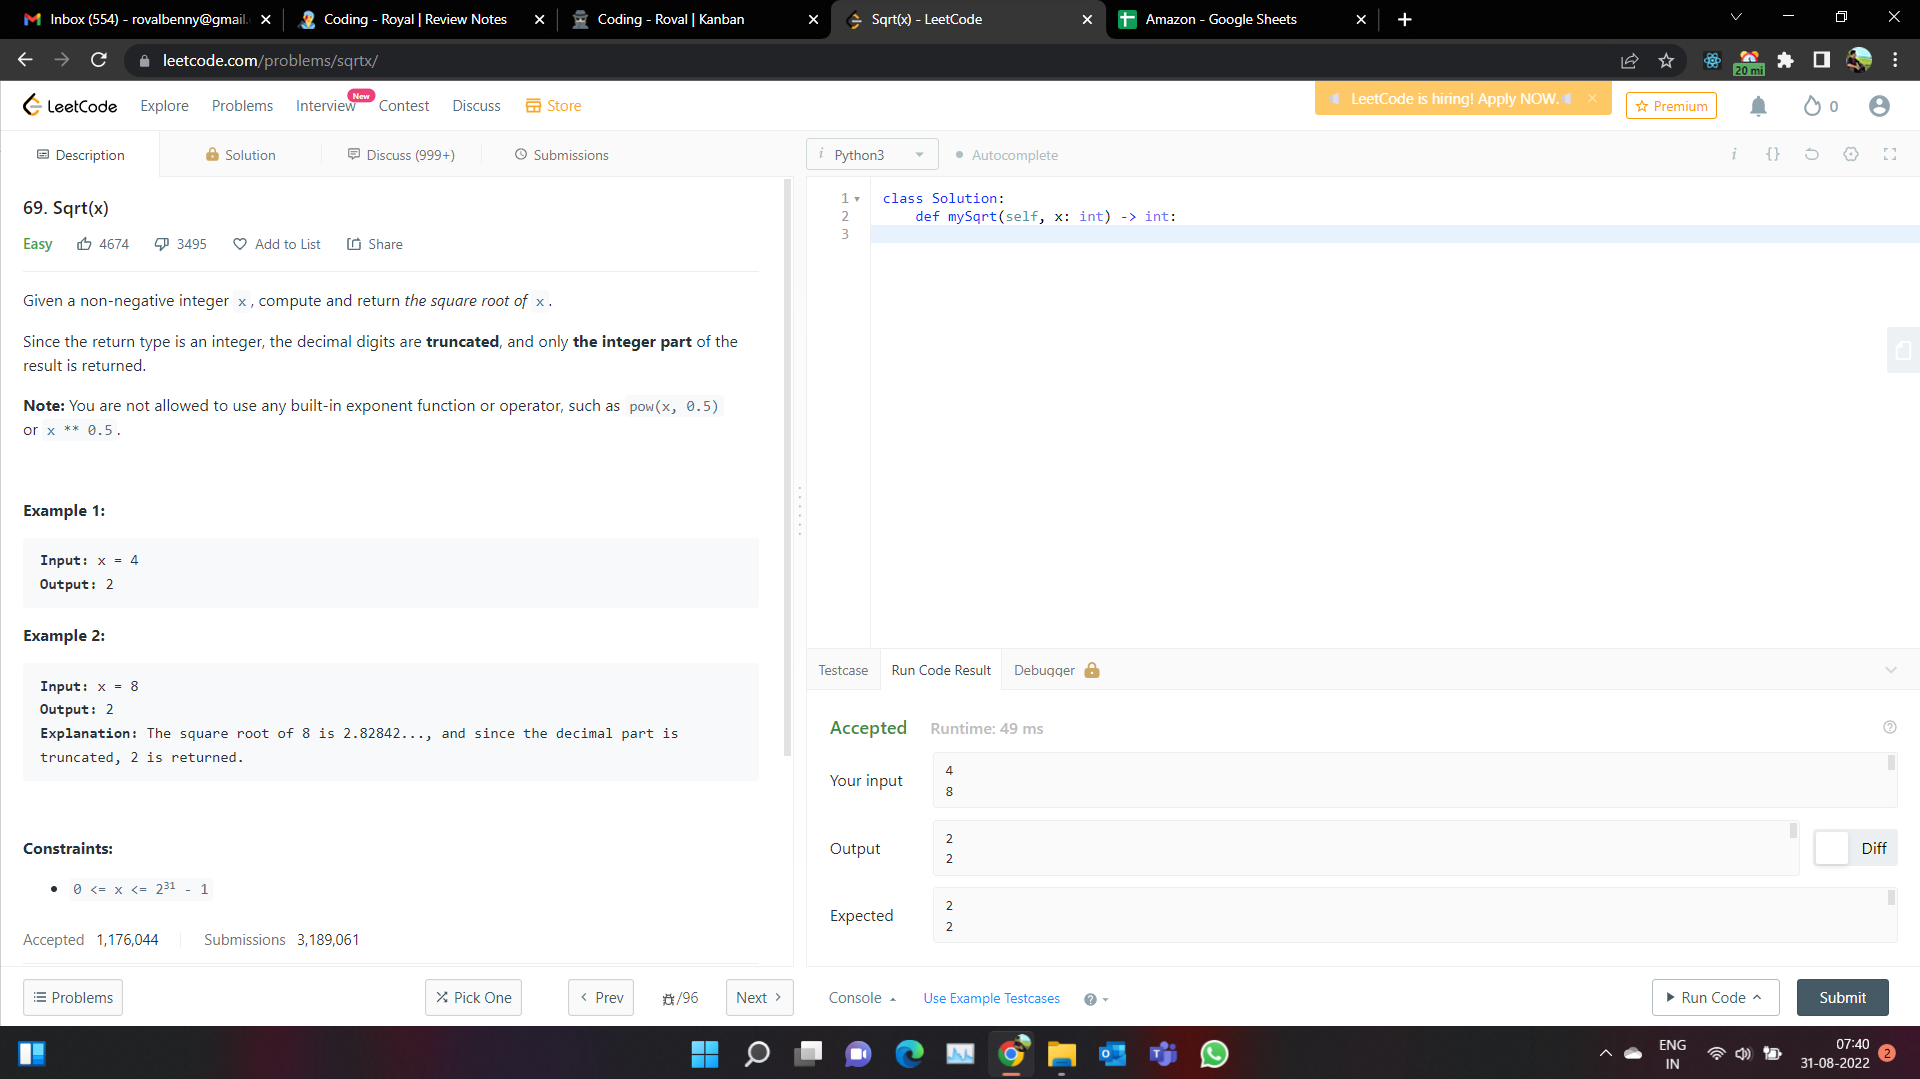 Inbox (554) - rovalbenny@gmail.
Coding - Royal | Review Notes
Coding - Roval | Kanban
Sqrt(x) - LeetCode
Amazon - Google Sheets
leetcode.com/problems/sqrtx/
20 mi
LeetCode
Explore
Problems
Interview
New
Contest
Discuss
Store
LeetCode is hiring! Apply NOW.
Premium
0
Description
Solution
Discuss (999+)
Submissions
i Python3
Autocomplete
i {}
69. Sqrt(x)
Easy 4674 3495 Add to List Share
Given a non-negative integer x, compute and return the square root of x.
Since the return type is an integer, the decimal digits are truncated, and only the integer part of the
result is returned.
Note: You are not allowed to use any built-in exponent function or operator, such as pow(x, 0.5)
or x ** 0.5.
Example 1:
Input: x = 4
Output: 2
Example 2:
Input: x = 8
Output: 2
Explanation: The square root of 8 is 2.82842..., and since the decimal part is
truncated, 2 is returned.
Constraints:
0 <= x <= 2³¹ - 1
Accepted 1,176,044 Submissions 3,189,061
1 class Solution:
2 def mySqrt(self, x: int) -> int:
3
Testcase
Run Code Result
Debugger
Accepted Runtime: 49 ms
Your input
4
8
Output
2
2
Diff
Expected
2
2
Problems
Pick One
Prev
/96
Next
Console
Use Example Testcases
Run Code
Submit
ENG
IN
07:40
31-08-2022
2